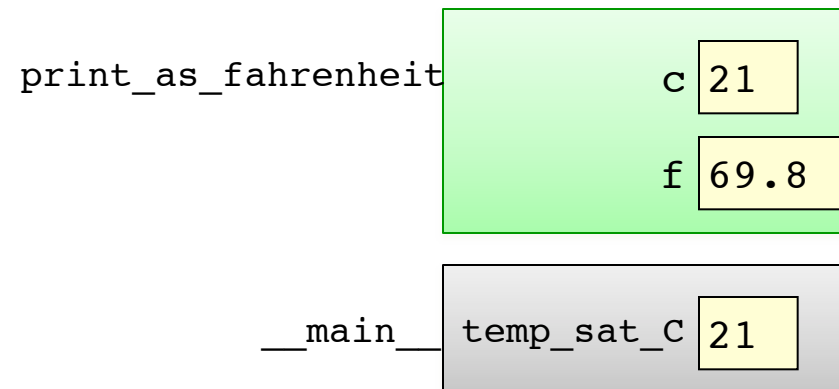 print_as_fahrenheit c 21
f 69.8
__main__ temp_sat_C 21